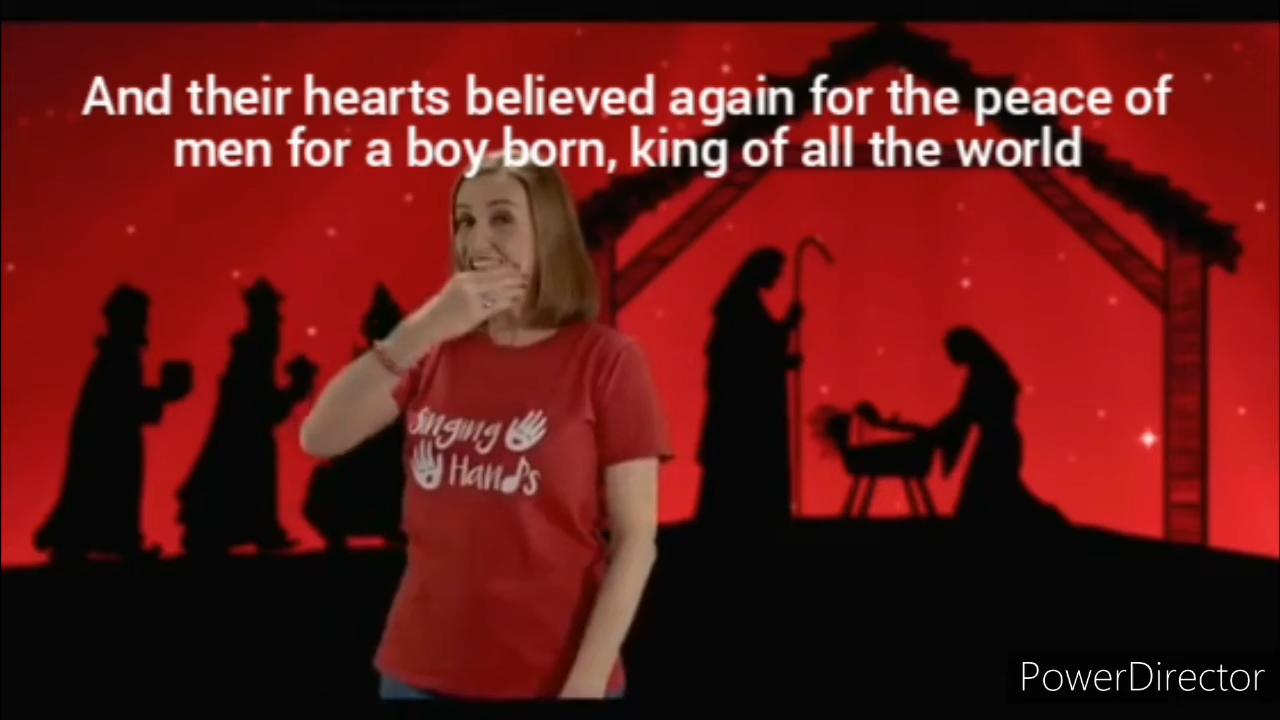 And their hearts believed again for the peace of
men for a boy born, king of all the world
Singing
Hands
PowerDirector